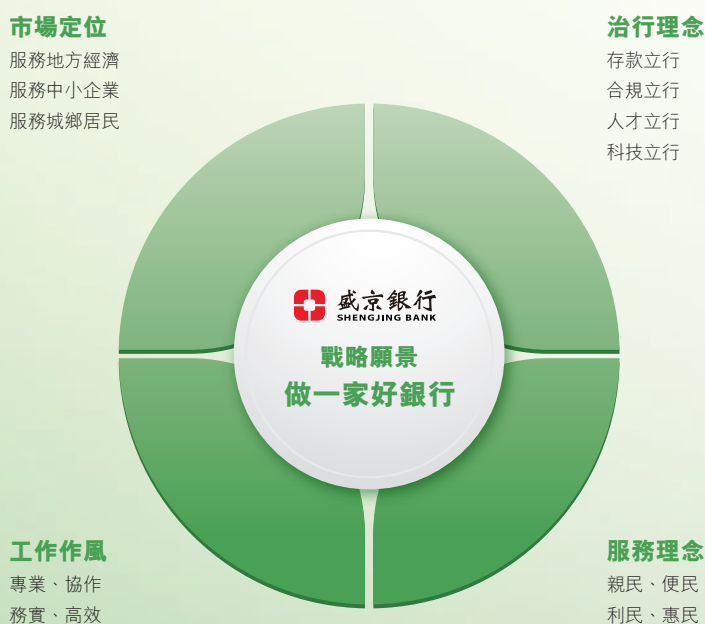 市場定位
服務地方經濟
服務中小企業
服務城鄉居民
治行理念
存款立行
合規立行
人才立行
科技立行
盛京銀行
SHENGJING BANK
戰略願景
做一家好銀行
工作作風
專業、協作
務實、高效
服務理念
親民、便民
利民、惠民